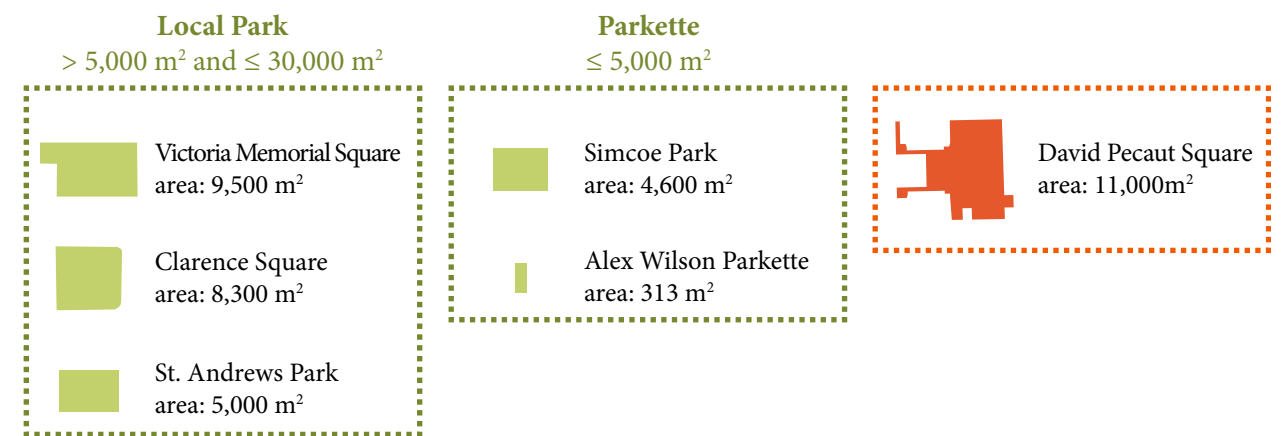 Local Park
> 5,000 m² and ≤ 30,000 m²
Victoria Memorial Square
area: 9,500 m²
Clarence Square
area: 8,300 m²
St. Andrews Park
area: 5,000 m²
Parkette
≤ 5,000 m²
Simcoe Park
area: 4,600 m²
Alex Wilson Parkette
area: 313 m²
David Pecaut Square
area: 11,000m²